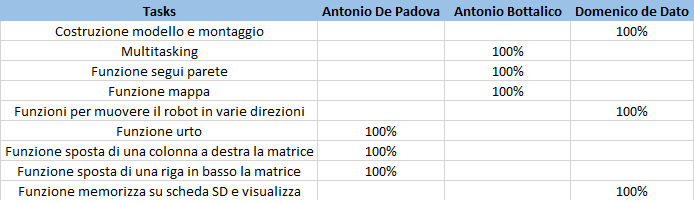 Tasks Antonio De Padova Antonio Bottalico Domenico de Dato
Costruzione modello e montaggio 100%
Multitasking 100%
Funzione segui parete 100%
Funzione mappa 100%
Funzioni per muovere il robot in varie direzioni 100%
Funzione urto 100%
Funzione sposta di una colonna a destra la matrice 100%
Funzione sposta di una riga in basso la matrice 100%
Funzione memorizza su scheda SD e visualizza 100%